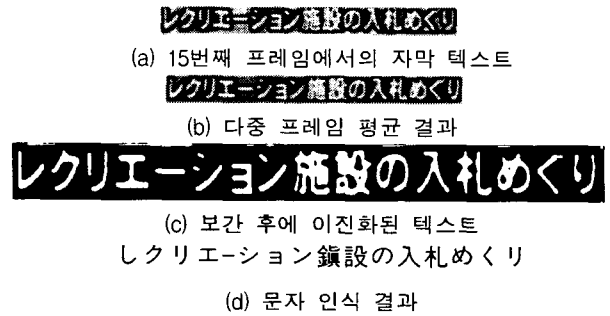 レクリエーション施設の入札めぐり
(a) 15번째 프레임에서의 자막 텍스트
レクリエーション施設の入札めぐり
(b) 다중 프레임 평균 결과
レクリエーション施設の入札めぐり
(c) 보간 후에 이진화된 텍스트
しクリエ-ション鎭設の入札めくリ
(d) 문자 인식 결과